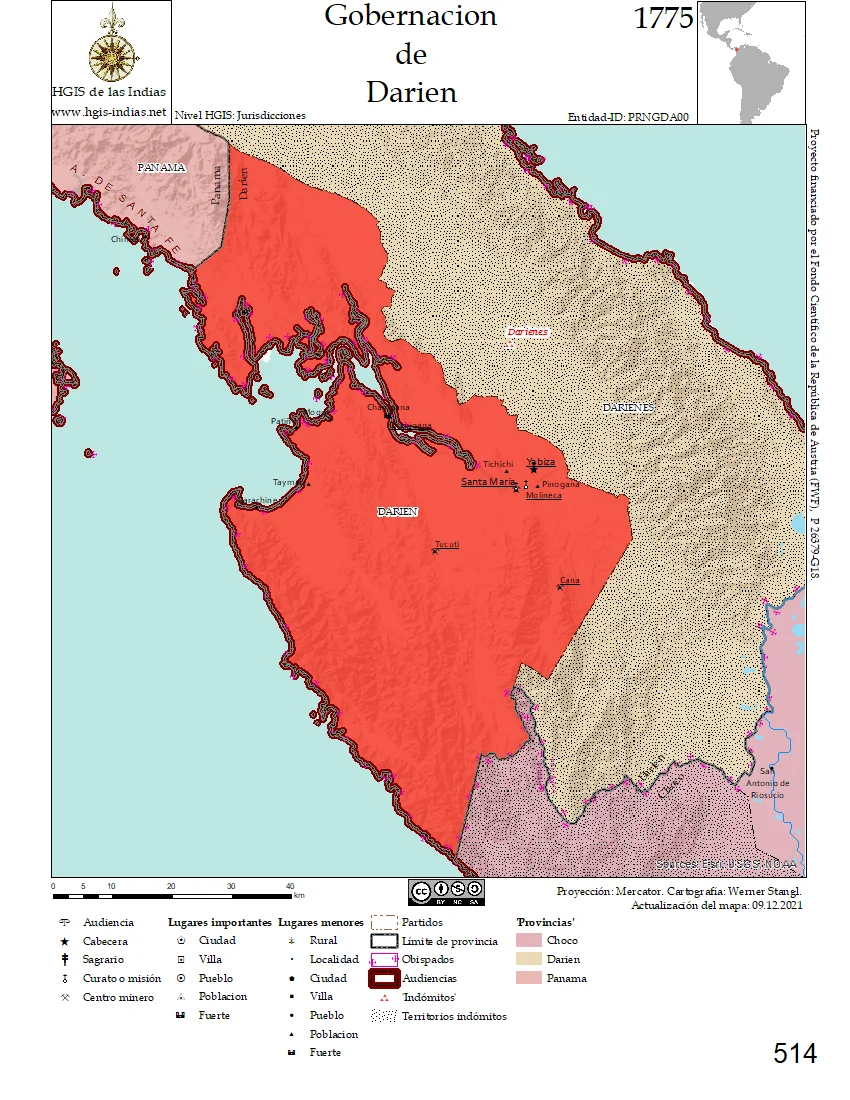 Gobernacion
de
Darien
1775
HGIS de las Indias
www.hgis-indias.net
Nivel HGIS: Jurisdicciones
Entidad-ID: PRNGDA00
Proyecto financiado por el Fondo Científico de la República de Austria (FWF), P 26379-G18
PANAMA
A. DE SANTA FE
Panama
Darien
Darienes
DARIENES
Tichichi
Yabiza
Santa Maria
Pinogana
Molineca
DARIEN
Tucuti
Cana
Choco
San
Antonio de
Riosucio
Sources: Esri, USGS, NOAA
0 5 10 20 30 40
km
CC BY NC SA
Proyección: Mercator. Cartografía: Werner Stangl.
Actualización del mapa: 09.12.2021
Audiencia
Cabecera
Sagrario
Curato o misión
Centro minero
Lugares importantes
Ciudad
Villa
Pueblo
Poblacion
Fuerte
Lugares menores
Rural
Localidad
Ciudad
Villa
Pueblo
Poblacion
Fuerte
Partidos
Límite de provincia
Obispados
Audiencias
'Indómitos'
Territorios indómitos
'Provincias'
Choco
Darien
Panama
514